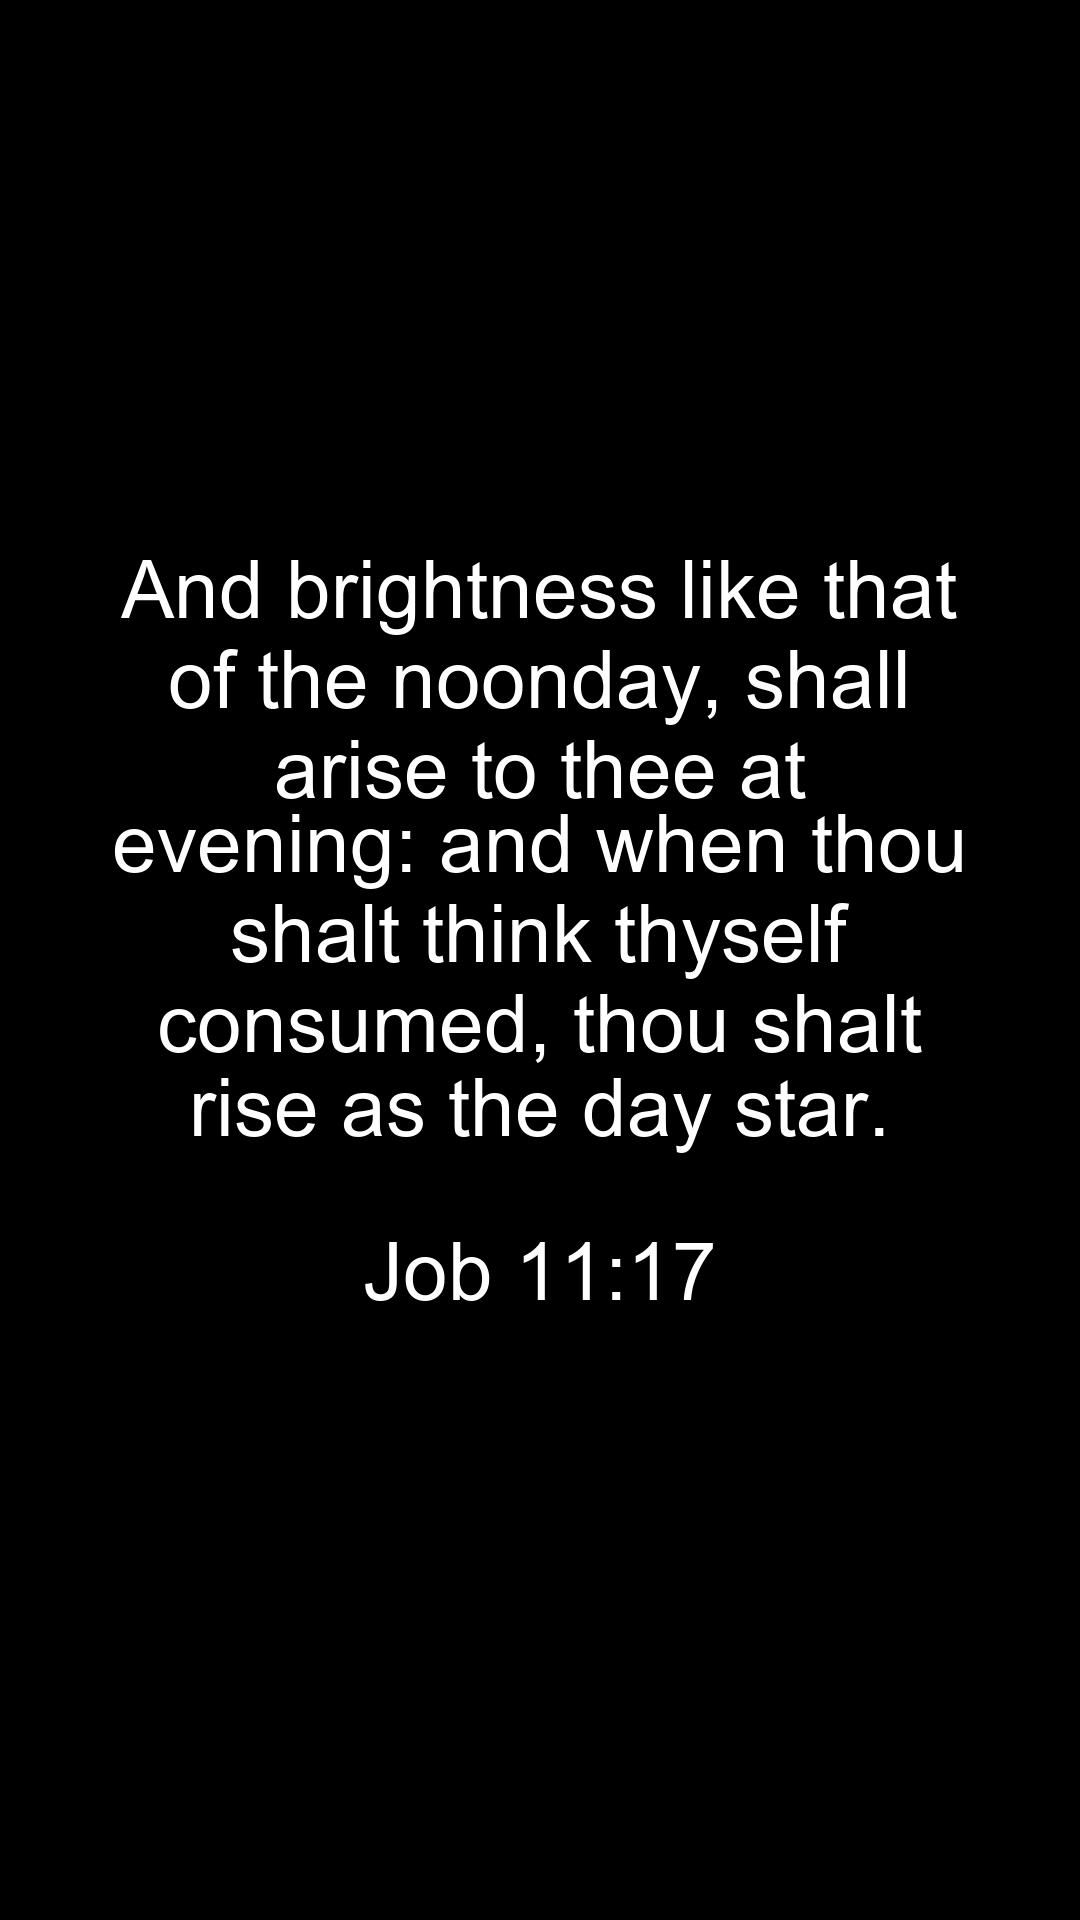 And brightness like that
of the noonday, shall
arise to thee at
evening: and when thou
shalt think thyself
consumed, thou shalt
rise as the day star.
Job 11:17